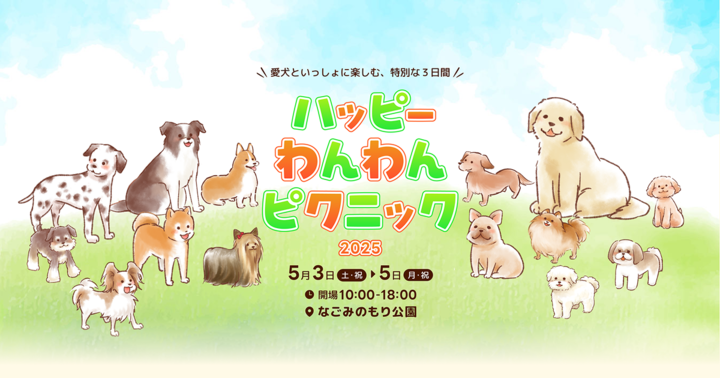 愛犬といっしょに楽しむ、特別な３日間
ハッピー
わんわん
ピクニック
2025
5月3日 土・祝 ▶ 5日 月・祝
開場10:00-18:00
なごみのもり公園